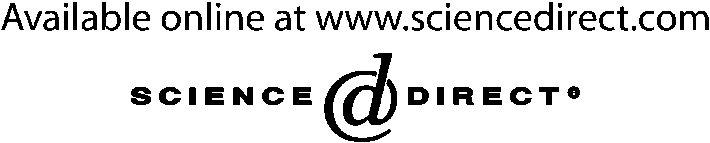 Available online at www.sciencedirect.com
SCIENCE @ DIRECT®